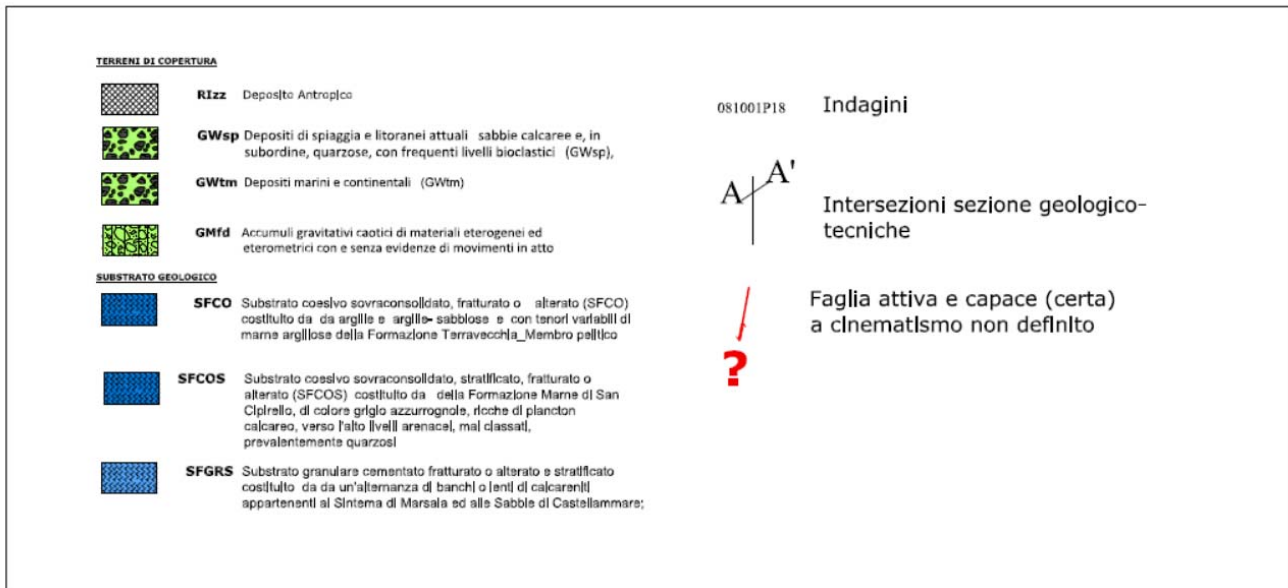 TERRENI DI COPERTURA
RIzz Deposito Antropico
GWsp Depositi di spiaggia e litoranei attuali sabbie calcaree e, in
subordine, quarzose, con frequenti livelli bioclastici (GWsp),
GWtm Depositi marini e continentali (GWtm)
GMfd Accumuli gravitativi caotici di materiali eterogenei ed
eterometrici con e senza evidenze di movimenti in atto
SUBSTRATO GEOLOGICO
SFCO Substrato coesivo sovraconsolidato, fratturato o alterato (SFCO)
costituito da da argille e argille- sabbiose e con tenori variabili di
marne argillose della Formazione Terravecchia_Membro pelitico
SFCOS Substrato coesivo sovraconsolidato, stratificato, fratturato o
alterato (SFCOS) costituito da della Formazione Marne di San
Cipirello, di colore grigio azzurrognole, ricche di plancton
calcareo, verso l'alto livelli arenacei, mal classati,
prevalentemente quarzosi
SFGRS Substrato granulare cementato fratturato o alterato e stratificato
costituito da da un'alternanza di banchi o lenti di calcareniti
appartenenti al Sintema di Marsala ed alle Sabbie di Castellammare;
081001P18 Indagini
A A'
Intersezioni sezione geologico-
tecniche
Faglia attiva e capace (certa)
a cinematismo non definito
?